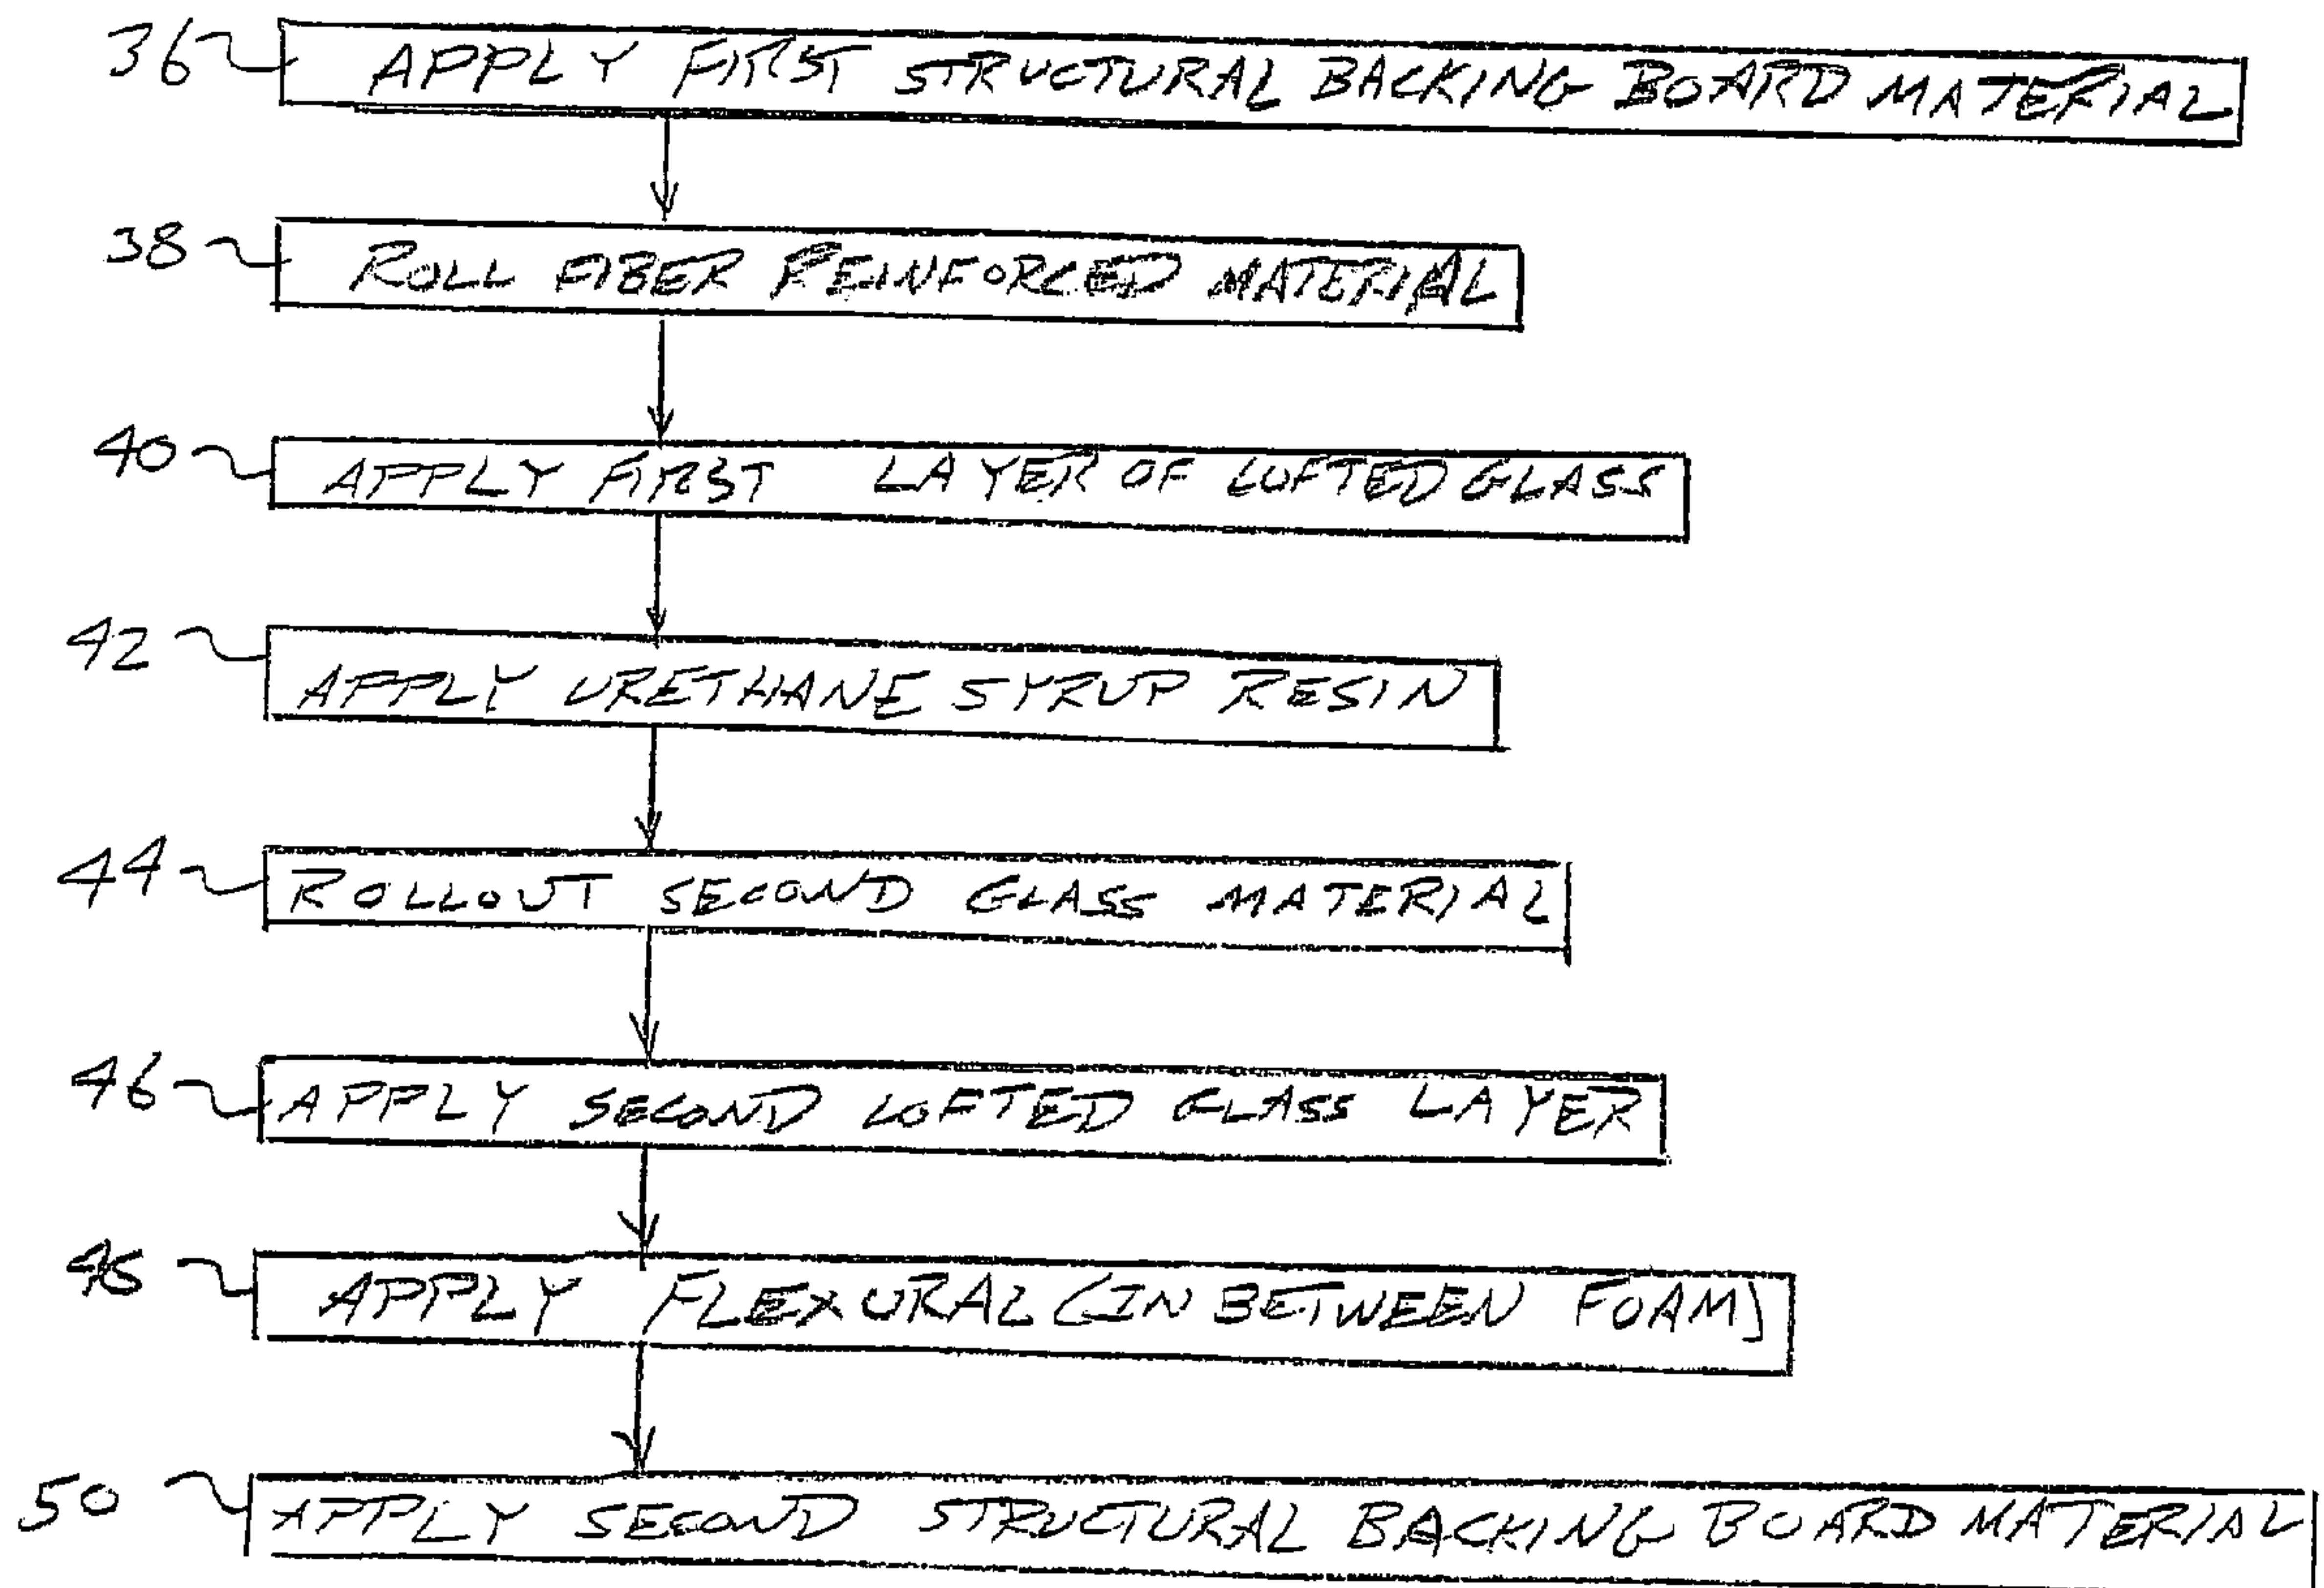 36 APPLY FIRST STRUCTURAL BACKING BOARD MATERIAL
38 ROLL FIBER REINFORCED MATERIAL
40 APPLY FIRST LAYER OF LOFTED GLASS
42 APPLY URETHANE SYRUP RESIN
44 ROLLOUT SECOND GLASS MATERIAL
46 APPLY SECOND LOFTED GLASS LAYER
APPLY FLEXURAL (IN BETWEEN FOAM)
50 APPLY SECOND STRUCTURAL BACKING BOARD MATERIAL